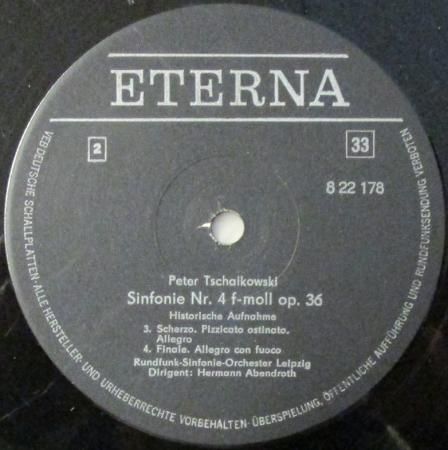 ETERNA
2
33
8 22 178
Peter Tschaikowski
Sinfonie Nr. 4 f-moll op. 36
Historische Aufnahme
3. Scherzo. Pizzicato ostinato.
Allegro
4. Finale. Allegro con fuoco
Rundfunk-Sinfonie-Orchester Leipzig
Dirigent: Hermann Abendroth
VEB DEUTSCHE SCHALLPLATTEN · ALLE HERSTELLER- UND URHEBERRECHTE VORBEHALTEN · ÜBERSPIELUNG, ÖFFENTLICHE AUFFÜHRUNG UND RUNDFUNKSENDUNG VERBOTEN